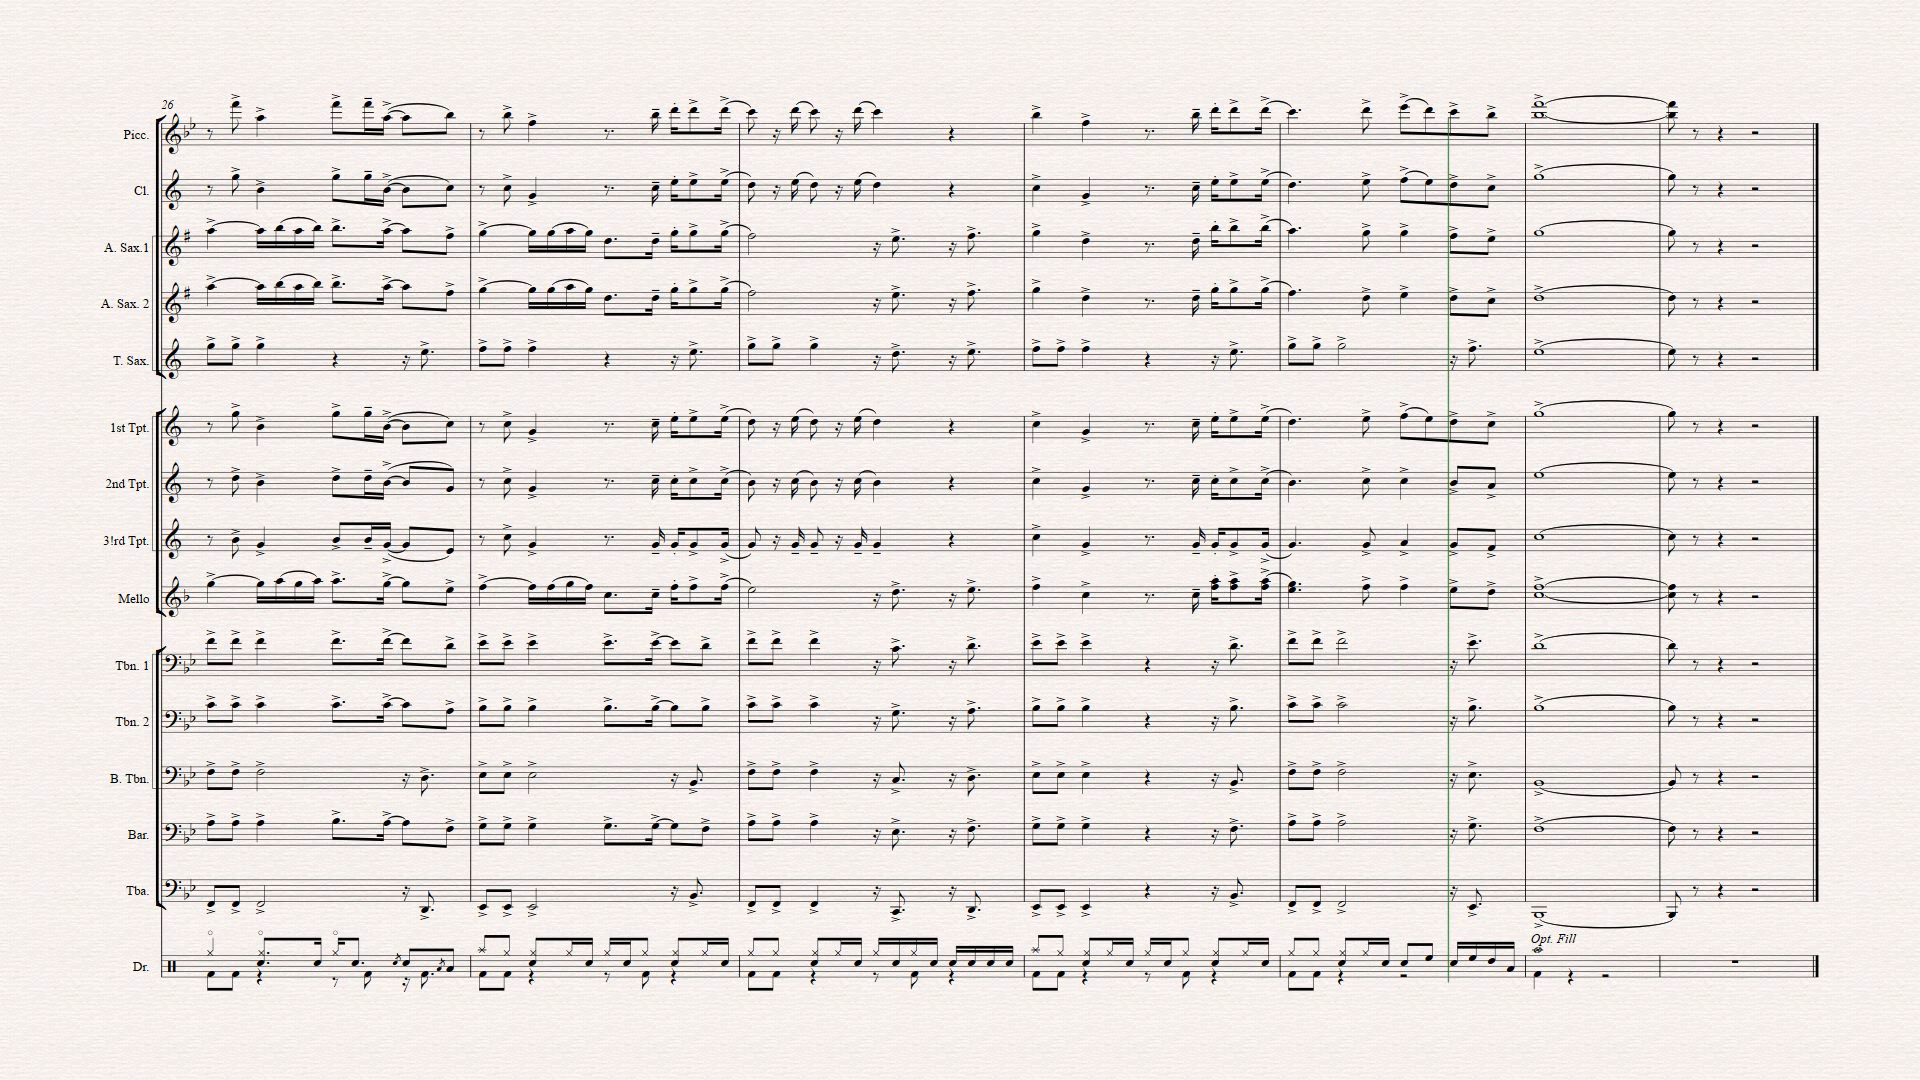 26
Picc.
Cl.
A. Sax.1
A. Sax. 2
T. Sax.
1st Tpt.
2nd Tpt.
3!rd Tpt.
Mello
Tbn. 1
Tbn. 2
B. Tbn.
Bar.
Tba.
Opt. Fill
Dr.